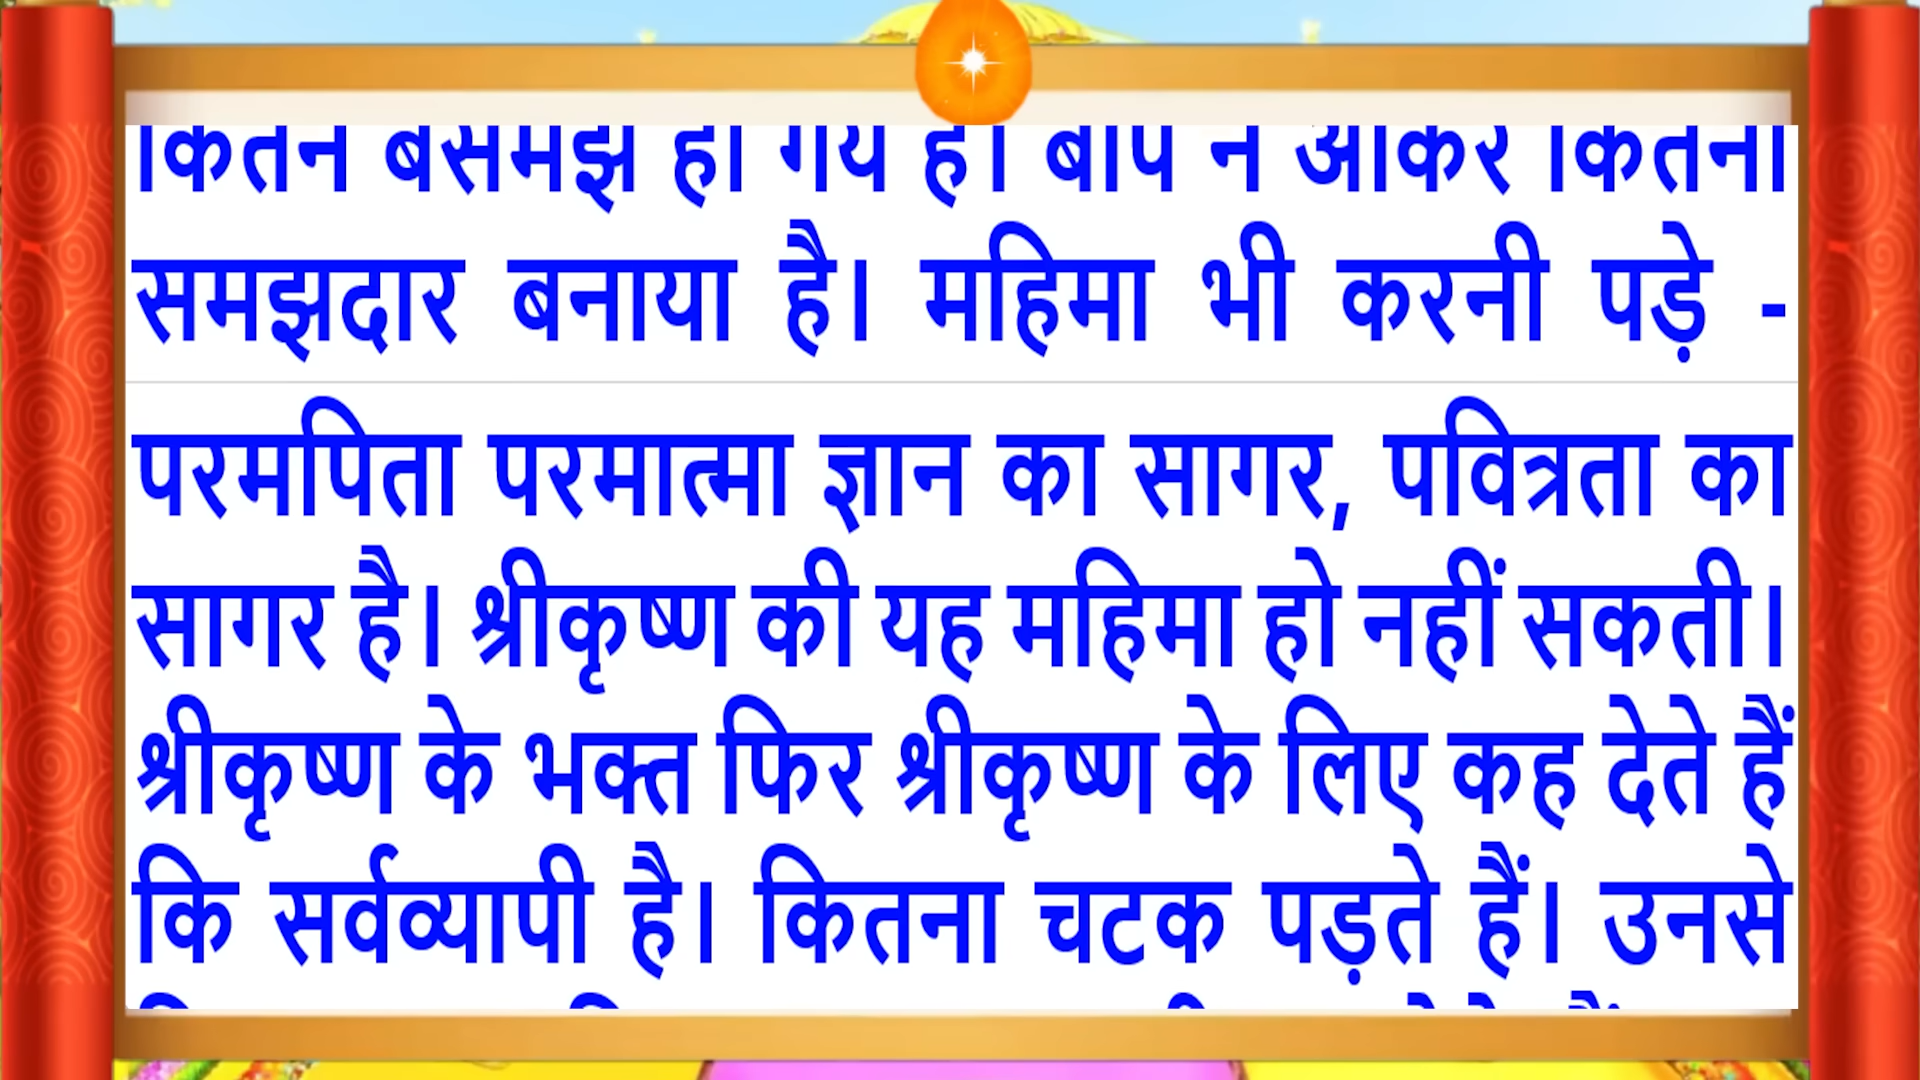 कितने बेसमझ हो गये हैं। बाप ने आकर कितना
समझदार बनाया है। महिमा भी करनी पड़े -
परमपिता परमात्मा ज्ञान का सागर, पवित्रता का
सागर है। श्रीकृष्ण की यह महिमा हो नहीं सकती।
श्रीकृष्ण के भक्त फिर श्रीकृष्ण के लिए कह देते हैं
कि सर्वव्यापी है। कितना चटक पड़ते हैं। उनसे